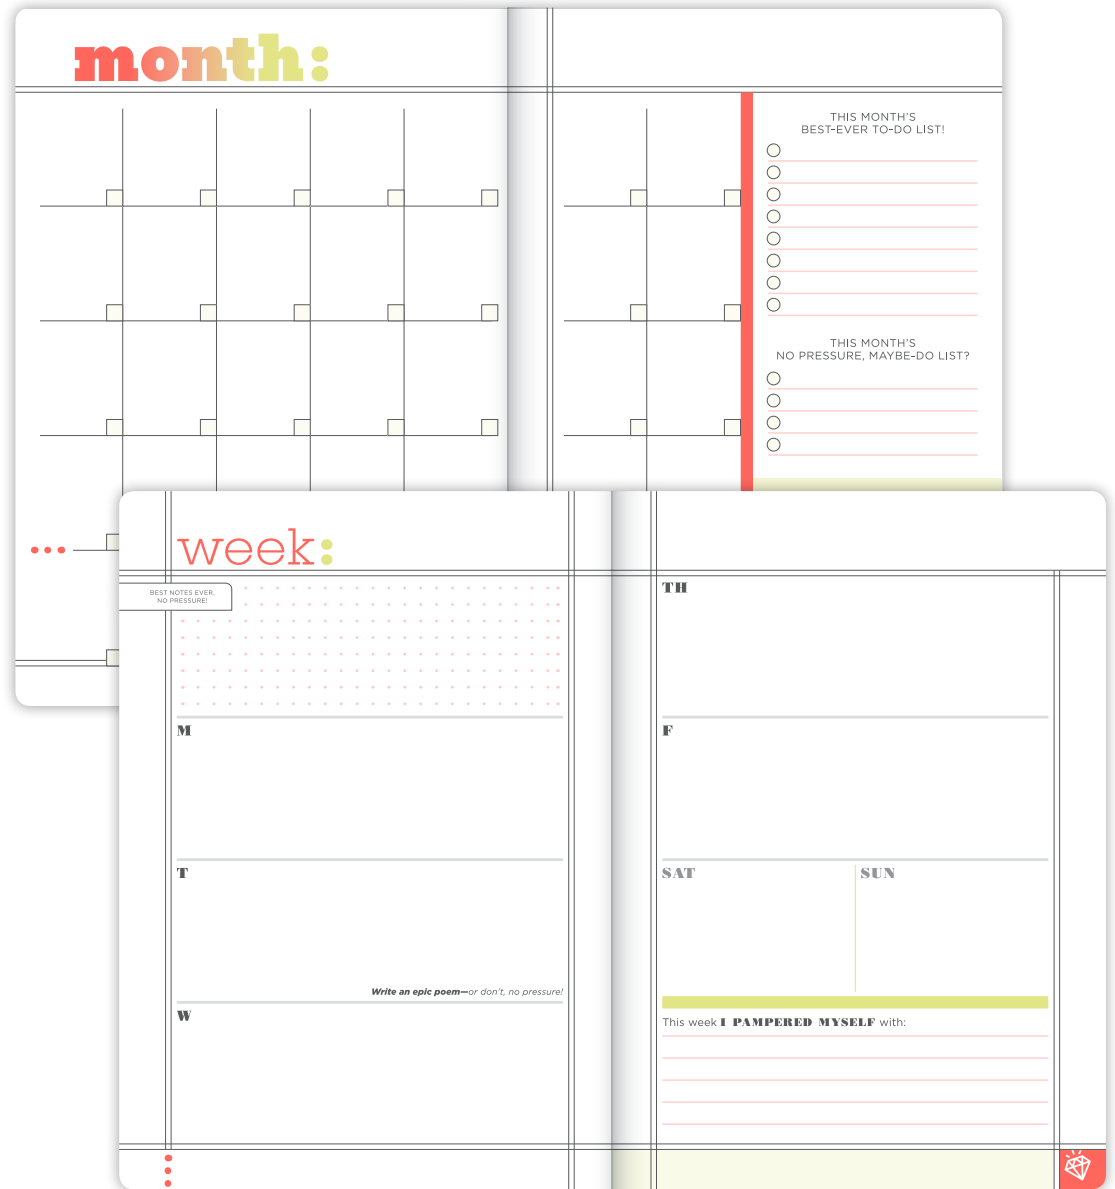 month:
THIS MONTH'S
BEST-EVER TO-DO LIST!
THIS MONTH'S
NO PRESSURE, MAYBE-DO LIST?
week:
BEST NOTES EVER,
NO PRESSURE!
M
T
Write an epic poem—or don't, no pressure!
W
TH
F
SAT
SUN
This week I PAMPERED MYSELF with: